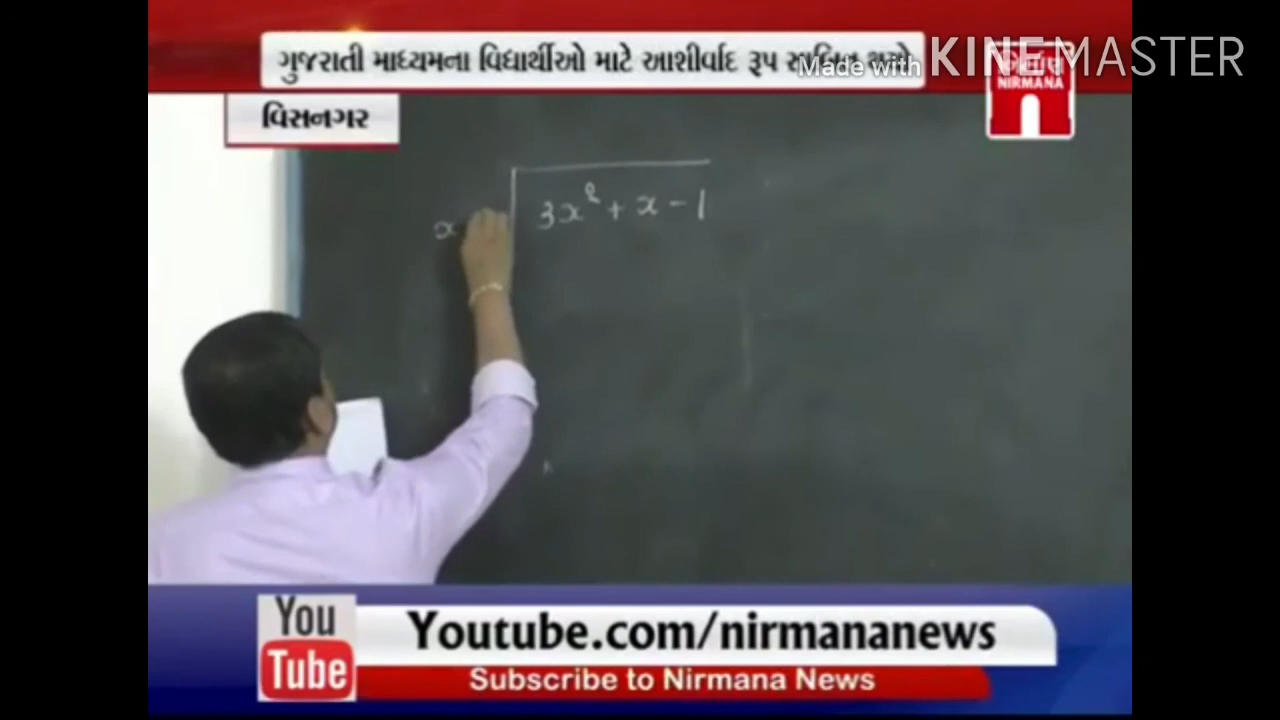 ગુજરાતી માધ્યમના વિદ્યાર્થીઓ માટે આશીર્વાદ રૂપ
Made with KINEMASTER
NIRMANA
વિસનગર
3x² + x - 1
x
You
Tube
Youtube.com/nirmananews
Subscribe to Nirmana News